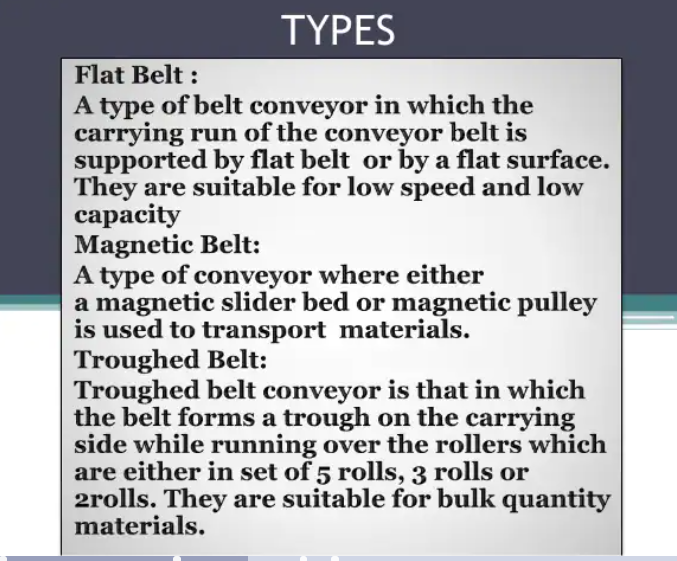 TYPES
Flat Belt :
A type of belt conveyor in which the
carrying run of the conveyor belt is
supported by flat belt  or by a flat surface.
They are suitable for low speed and low
capacity
Magnetic Belt:
A type of conveyor where either
a magnetic slider bed or magnetic pulley
is used to transport  materials.
Troughed Belt:
Troughed belt conveyor is that in which
the belt forms a trough on the carrying
side while running over the rollers which
are either in set of 5 rolls, 3 rolls or
2rolls. They are suitable for bulk quantity
materials.